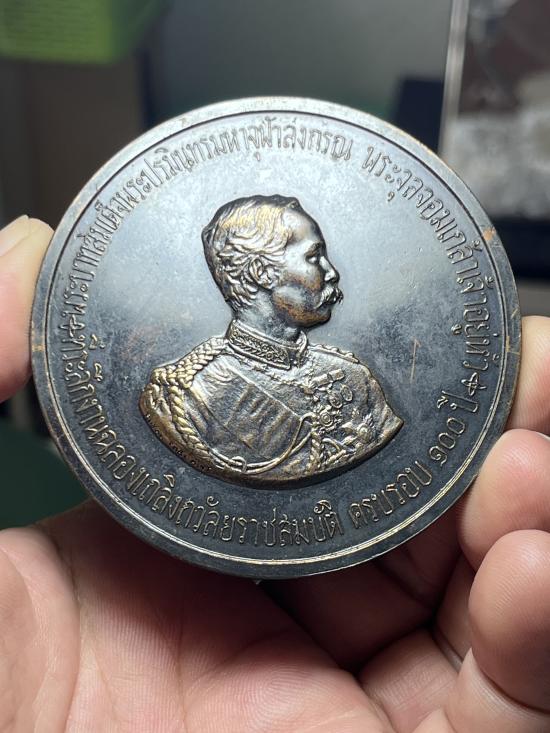 พระบาทสมเด็จพระปรมินทรมหาจุฬาลงกรณ พระจุลจอมเกล้าเจ้าอยู่หัว
ที่ระลึกงานฉลองเถลิงถวัลยราชสมบัติ ครบรอบ ๑๐๐ ปี